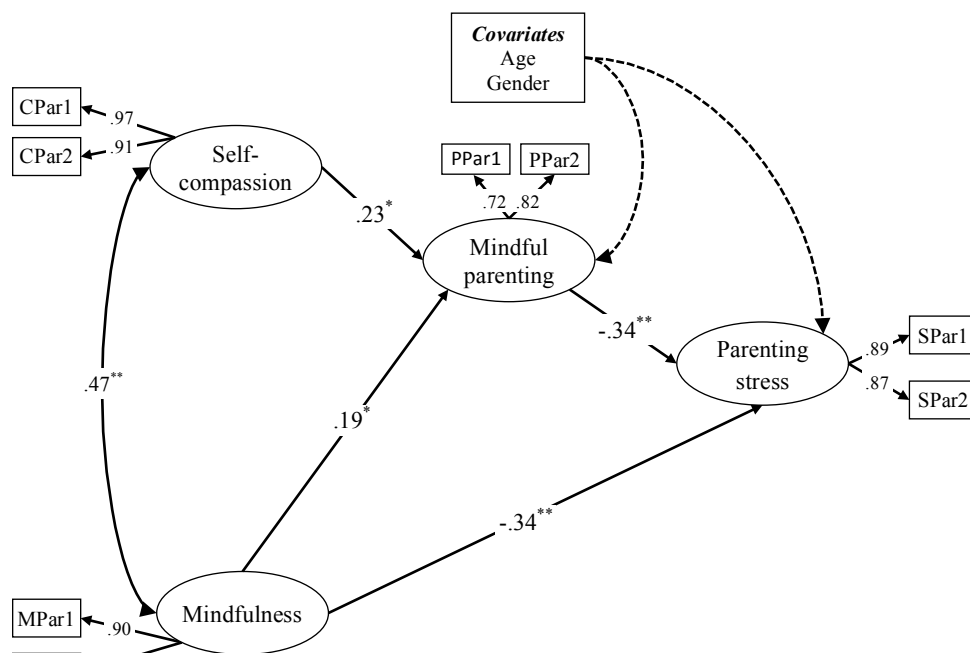 Covariates
Age
Gender
CPar1
.97
CPar2
.91
Self-
compassion
PPar1
PPar2
.72
.82
.23*
Mindful
parenting
-.34**
Parenting
stress
.89
SPar1
.87
SPar2
.47**
.19*
-.34**
Mindfulness
MPar1
.90